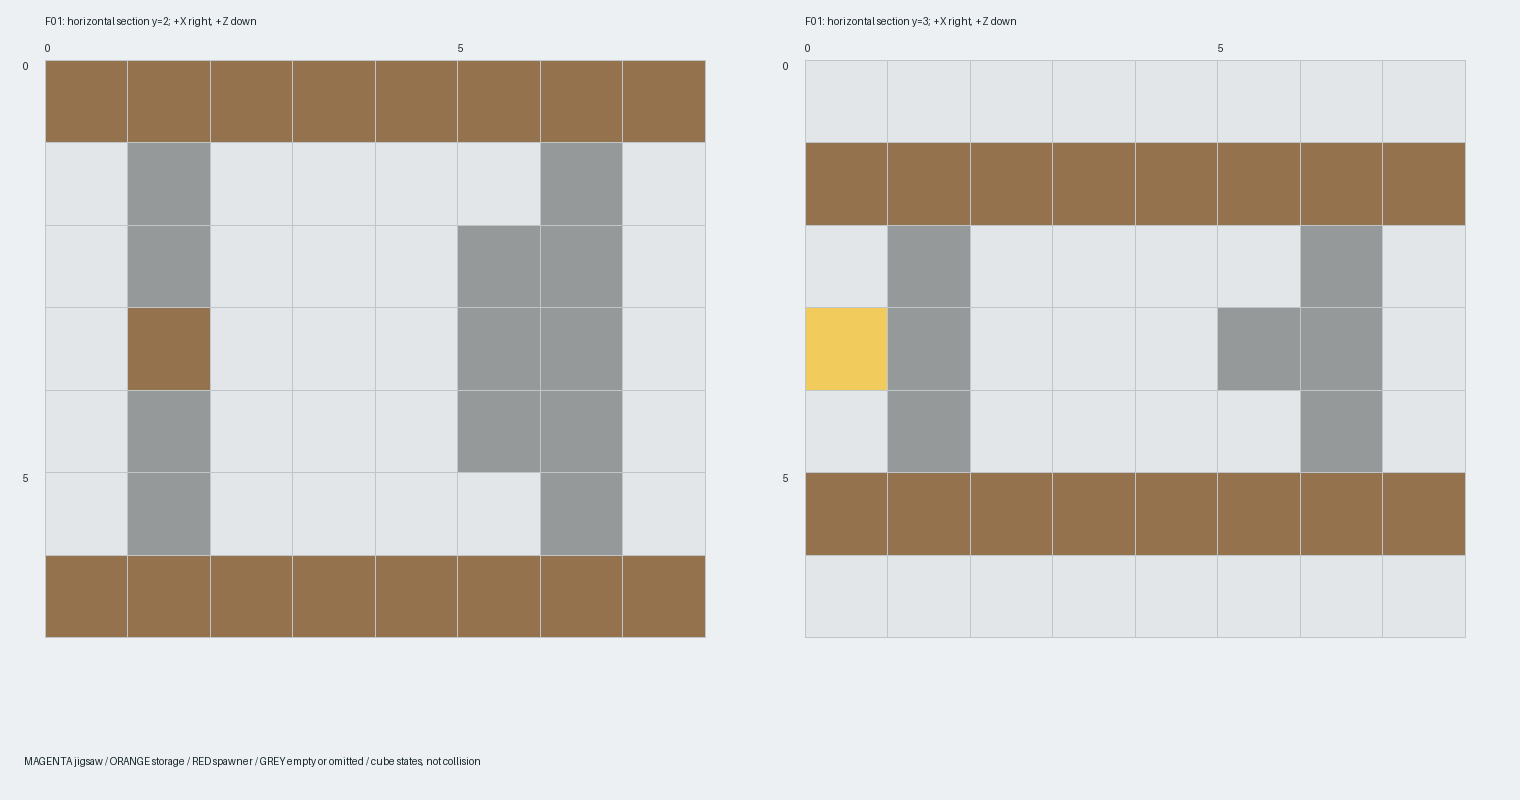 F01: horizontal section y=2; +X right, +Z down
F01: horizontal section y=3; +X right, +Z down
0 5
0 5
0
0
5
5
MAGENTA jigsaw / ORANGE storage / RED spawner / GREY empty or omitted / cube states, not collision